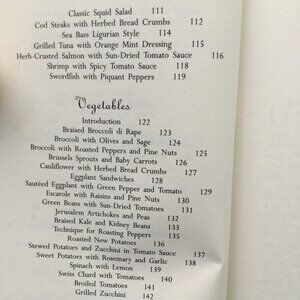 Classic Squid Salad 111
Cod Steaks with Herbed Bread Crumbs 112
Sea Bass Ligurian Style 114
Grilled Tuna with Orange Mint Dressing 115
Herb-Crusted Salmon with Sun-Dried Tomato Sauce 116
Shrimp with Spicy Tomato Sauce 118
Swordfish with Piquant Peppers 119
Vegetables
Introduction 122
Braised Broccoli di Rape 123
Broccoli with Olives and Sage 124
Broccoli with Roasted Peppers and Pine Nuts 125
Brussels Sprouts and Baby Carrots 126
Cauliflower with Herbed Bread Crumbs 127
Eggplant Sandwiches 128
Sautéed Eggplant with Green Pepper and Tomato 129
Escarole with Raisins and Pine Nuts 130
Green Beans with Sun-Dried Tomatoes 131
Jerusalem Artichokes and Peas 132
Braised Kale and Kidney Beans 133
Technique for Roasting Peppers 135
Roasted New Potatoes 136
Stewed Potatoes and Zucchini in Tomato Sauce 137
Sweet Potatoes with Rosemary and Garlic 138
Spinach with Lemon 139
Swiss Chard with Tomatoes 140
Broiled Tomatoes 141
Grilled Zucchini 142